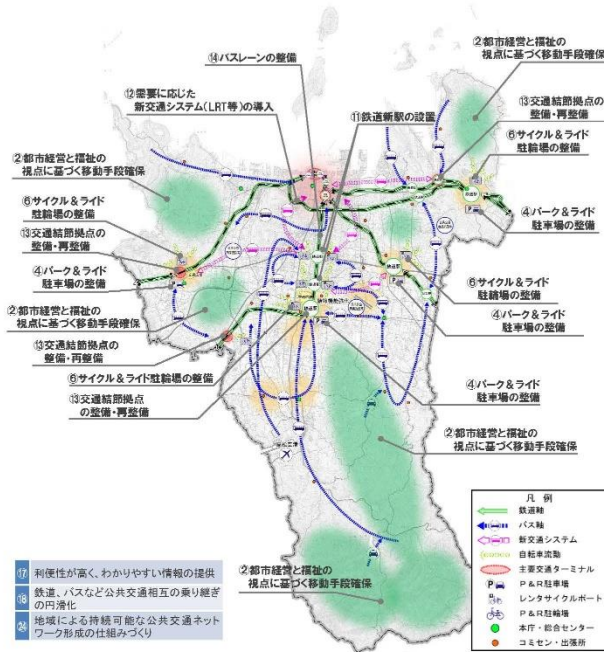 ⑭バスレーンの整備
②都市経営と福祉の
視点に基づく移動手段確保
⑫需要に応じた
新交通システム(LRT等)の導入
⑪鉄道新駅の設置
⑬交通結節拠点の
整備・再整備
②都市経営と福祉の
視点に基づく移動手段確保
⑥サイクル&ライド
駐輪場の整備
⑥サイクル&ライド
駐輪場の整備
④パーク&ライド
駐車場の整備
⑬交通結節拠点の
整備・再整備
④パーク&ライド
駐車場の整備
⑥サイクル&ライド
駐輪場の整備
②都市経営と福祉の
視点に基づく移動手段確保
④パーク&ライド
駐車場の整備
⑬交通結節拠点の
整備・再整備
⑥サイクル&ライド駐輪場の整備
④パーク&ライド
駐車場の整備
⑬交通結節拠点
の整備・再整備
②都市経営と福祉の
視点に基づく移動手段確保
②都市経営と福祉の
視点に基づく移動手段確保
凡 例
鉄道軸
バス軸
新交通システム
自転車流動
主要交通ターミナル
P P&R駐車場
レンタサイクルポート
P&R駐輪場
本庁・総合センター
コミセン・出張所
⑰ 利便性が高く、わかりやすい情報の提供
⑱ 鉄道、バスなど公共交通相互の乗り継ぎ
の円滑化
㉔ 地域による持続可能な公共交通ネット
ワーク形成の仕組みづくり